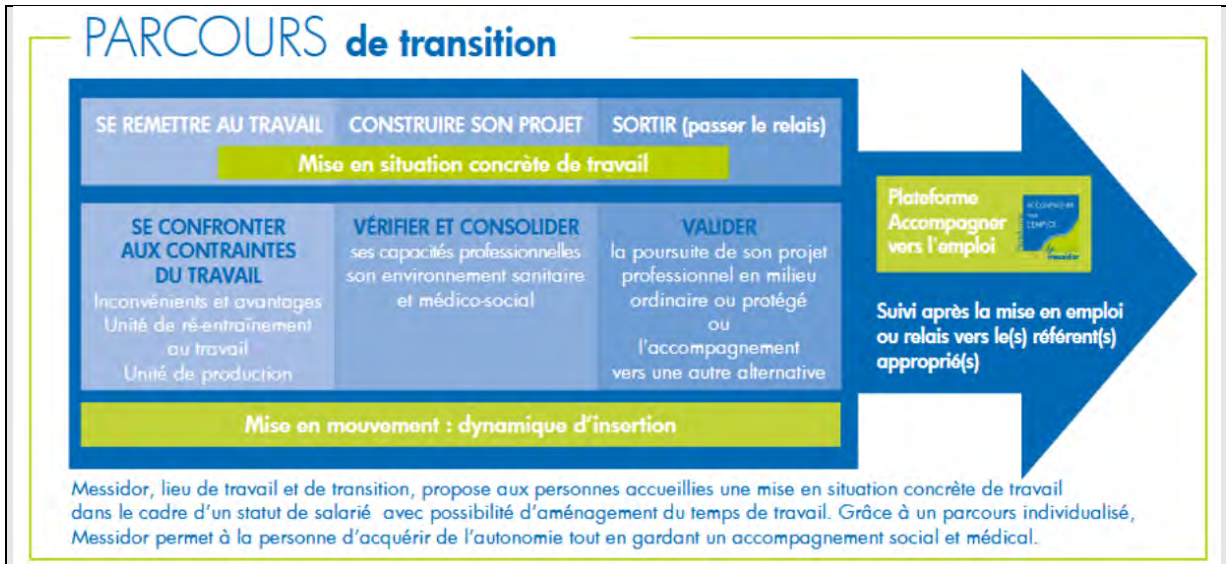 PARCOURS de transition
SE REMETTRE AU TRAVAIL
CONSTRUIRE SON PROJET
SORTIR (passer le relais)
Mise en situation concrète de travail
SE CONFRONTER
AUX CONTRAINTES
DU TRAVAIL
Inconvénients et avantages
Unité de ré-entraînement
au travail
Unité de production
VÉRIFIER ET CONSOLIDER
ses capacités professionnelles
son environnement sanitaire
et médico-social
VALIDER
la poursuite de son projet
professionnel en milieu
ordinaire ou protégé
ou
l'accompagnement
vers une autre alternative
Mise en mouvement : dynamique d'insertion
Plateforme
Accompagner
vers l'emploi
ACCOMPAGNER
VERS
L'EMPLOI
messidor
Suivi après la mise en emploi
ou relais vers le(s) référent(s)
approprié(s)
Messidor, lieu de travail et de transition, propose aux personnes accueillies une mise en situation concrète de travail
dans le cadre d'un statut de salarié avec possibilité d'aménagement du temps de travail. Grâce à un parcours individualisé,
Messidor permet à la personne d'acquérir de l'autonomie tout en gardant un accompagnement social et médical.